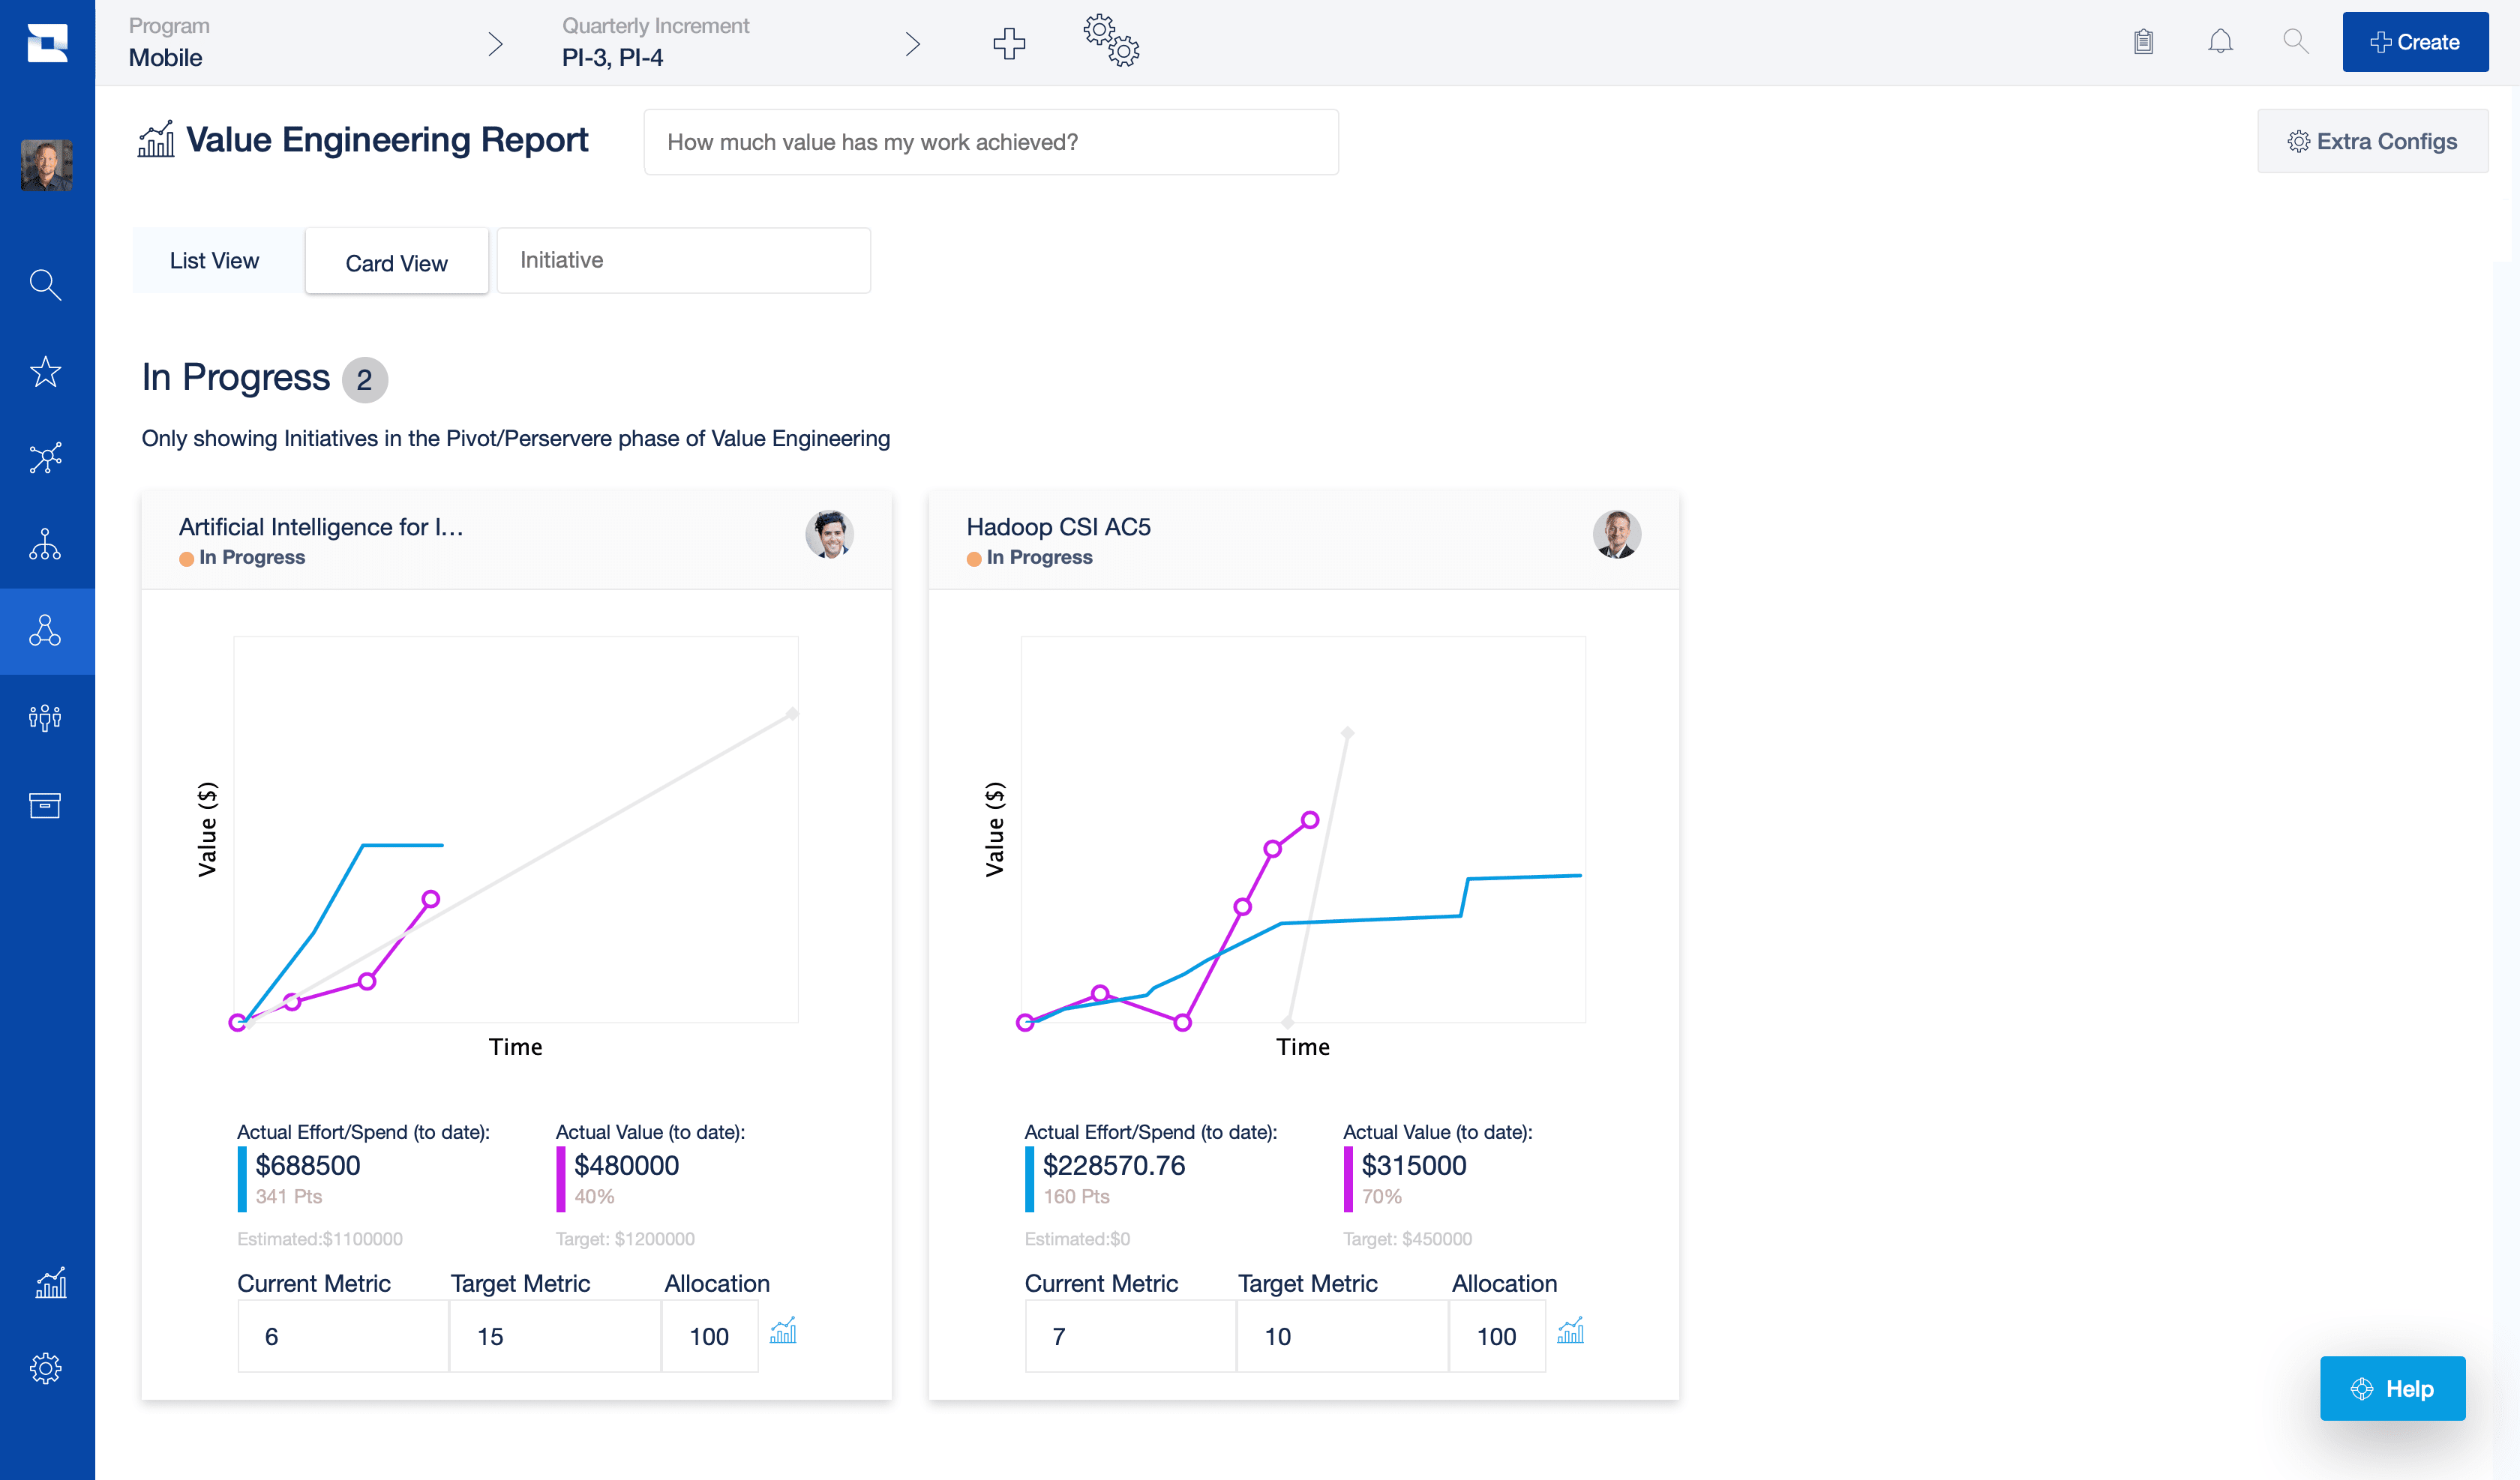 Program
Mobile
Quarterly Increment
PI-3, PI-4
Create
Value Engineering Report
How much value has my work achieved?
Extra Configs
List View
Card View
Initiative
In Progress 2
Only showing Initiatives in the Pivot/Perservere phase of Value Engineering
Artificial Intelligence for I...
In Progress
Value ($)
Time
Actual Effort/Spend (to date):
$688500
341 Pts
Estimated:$1100000
Actual Value (to date):
$480000
40%
Target: $1200000
Current Metric Target Metric Allocation
6 15 100
Hadoop CSI AC5
In Progress
Value ($)
Time
Actual Effort/Spend (to date):
$228570.76
160 Pts
Estimated:$0
Actual Value (to date):
$315000
70%
Target: $450000
Current Metric Target Metric Allocation
7 10 100
Help